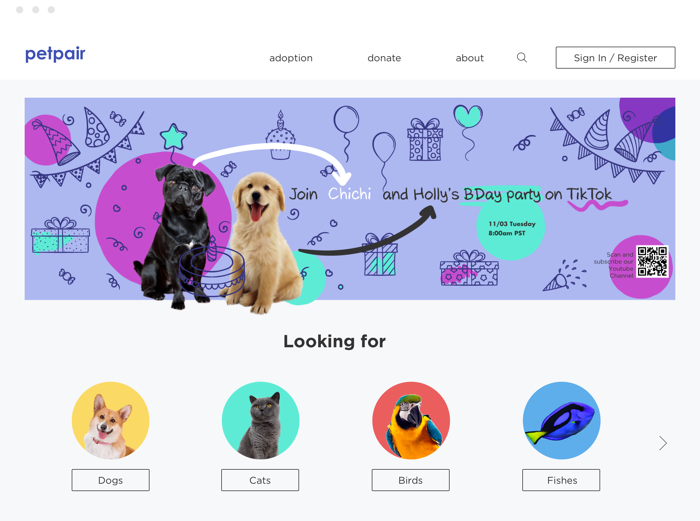 petpair
adoption donate about Sign In / Register
Join Chichi and Holly's BDay party on TikTok
11/03 Tuesday
8:00am PST
Scan and
subscribe our
Youtube
Channel
Looking for
Dogs Cats Birds Fishes